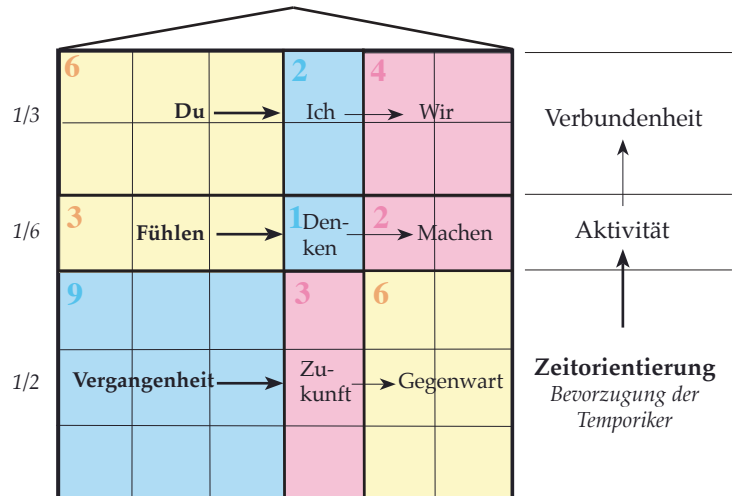 6 2 4
1/3 Du Ich Wir Verbundenheit
3 1 2
1/6 Fühlen Den-
ken Machen Aktivität
9 3 6
1/2 Vergangenheit Zu-
kunft Gegenwart
Zeitorientierung
Bevorzugung der
Temporiker